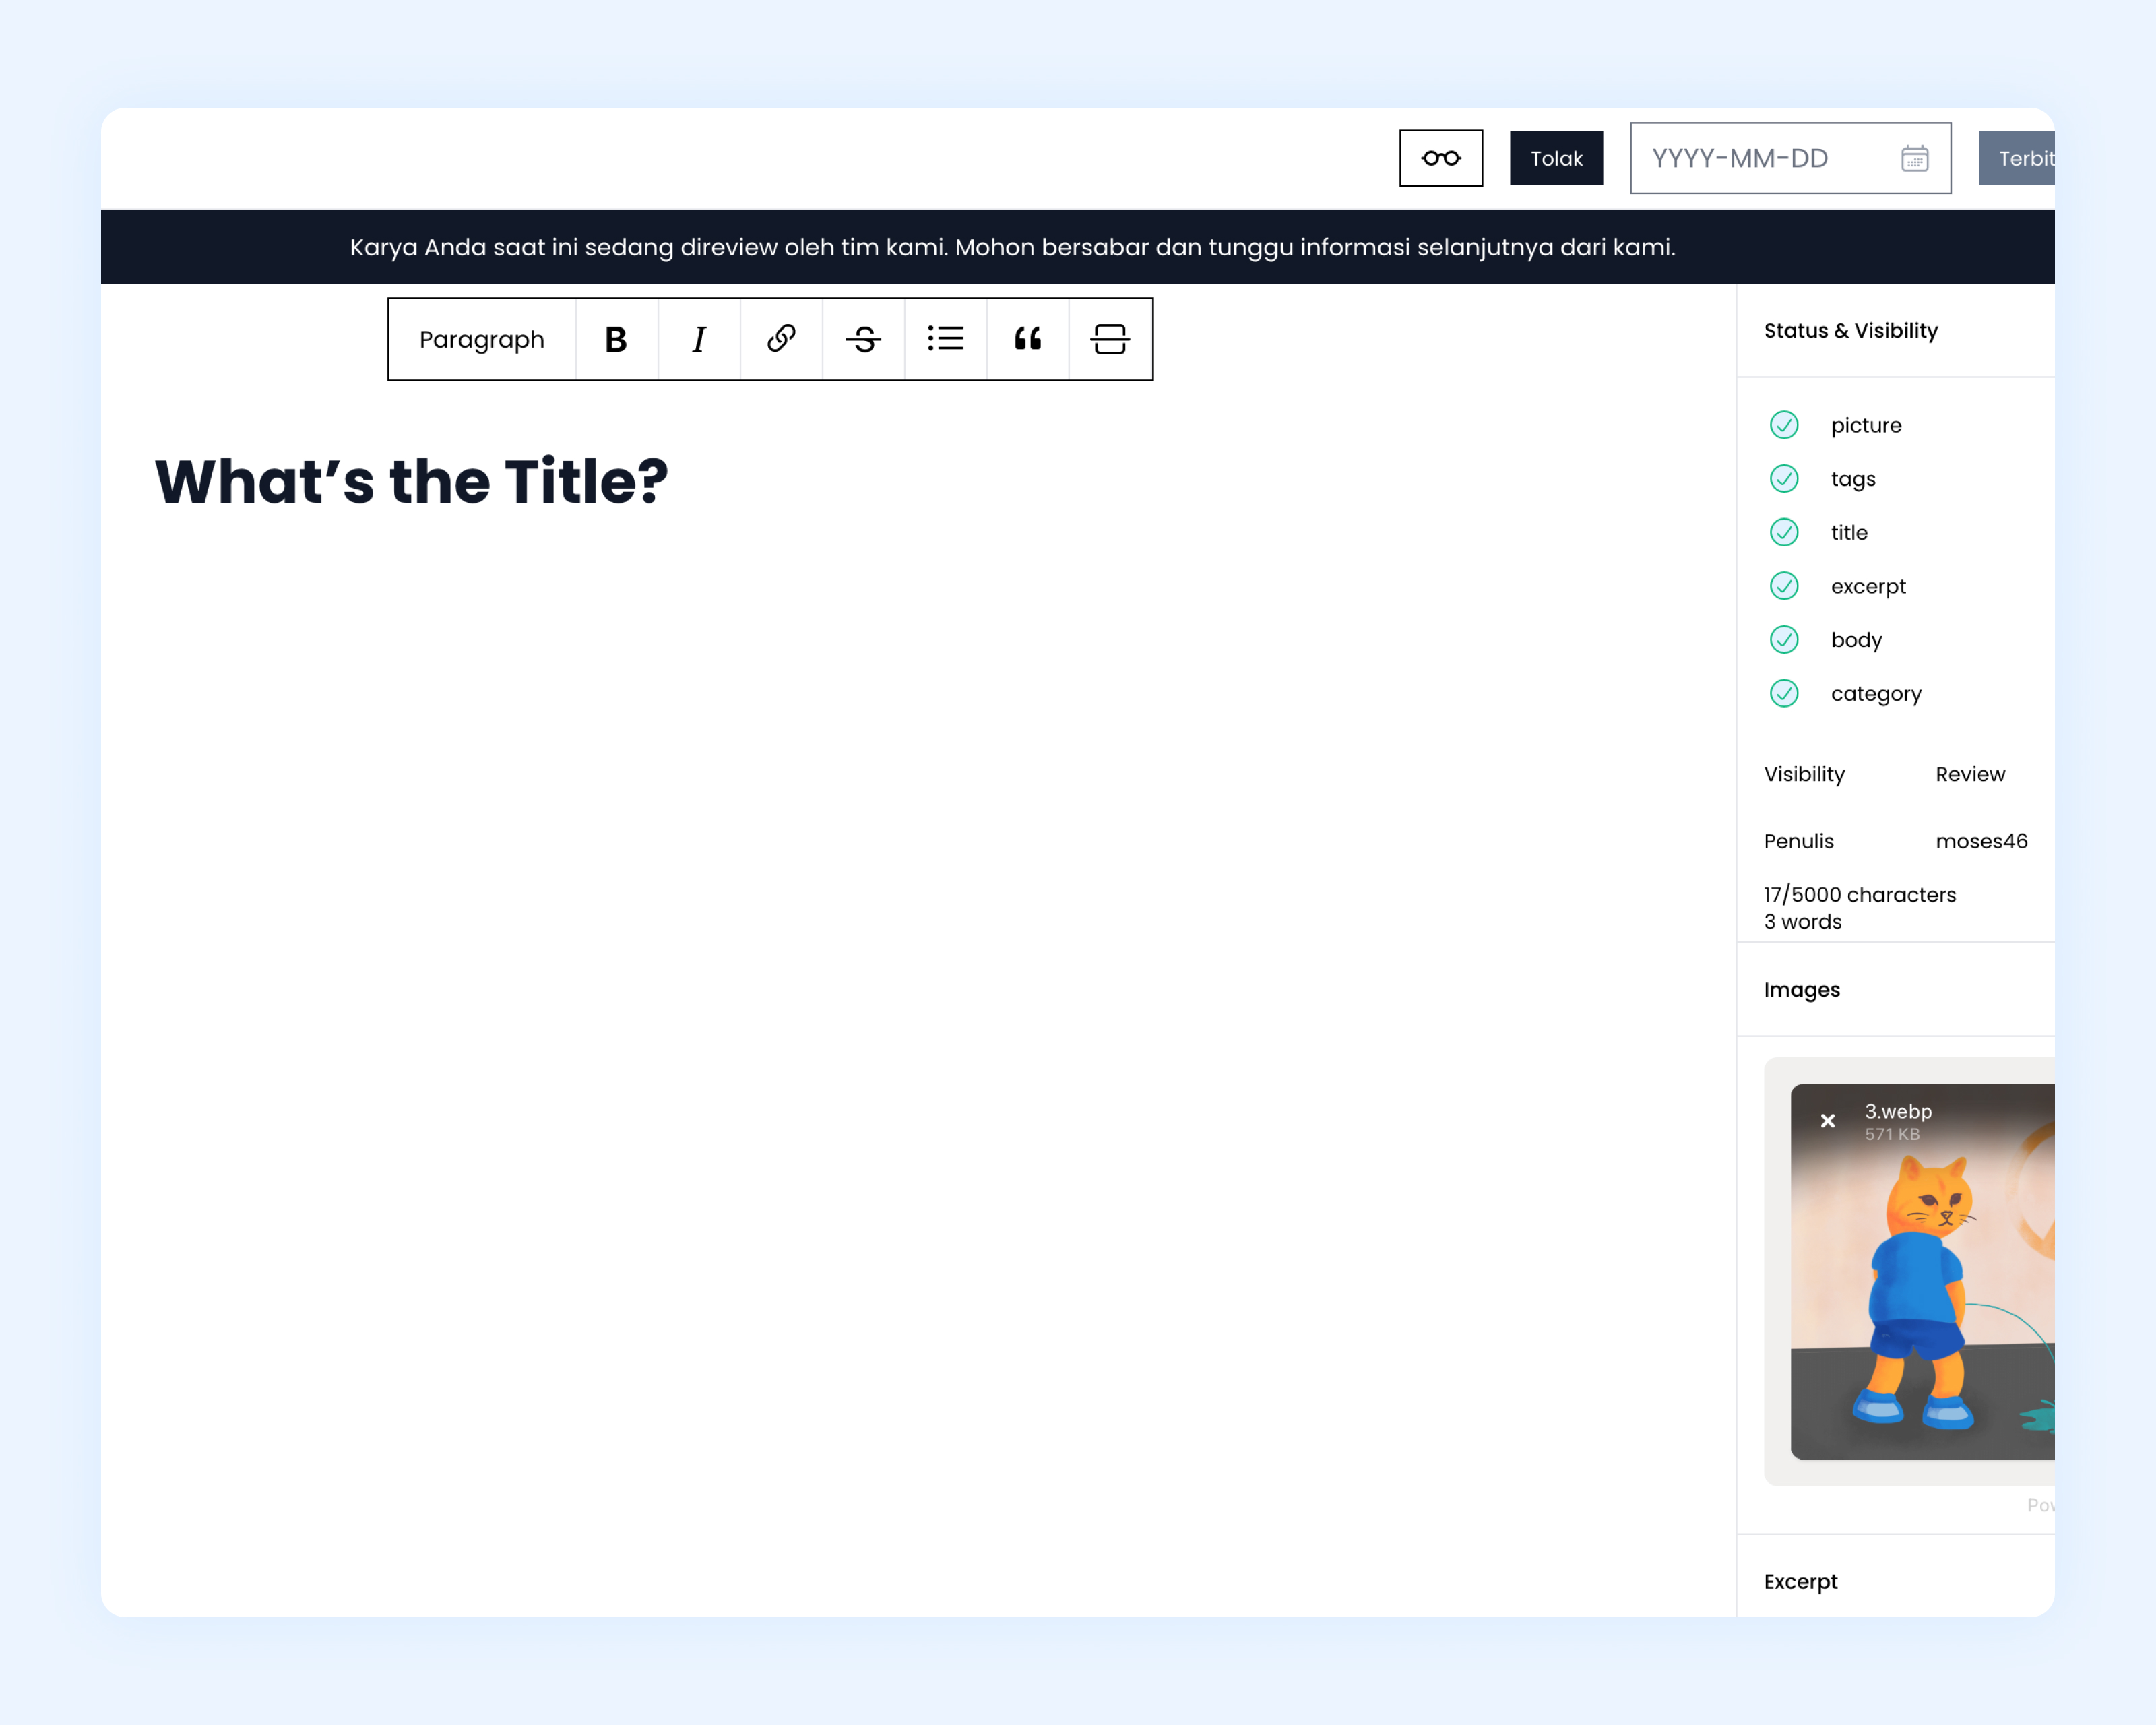 Tolak
YYYY-MM-DD
Terbit
Karya Anda saat ini sedang direview oleh tim kami. Mohon bersabar dan tunggu informasi selanjutnya dari kami.
Paragraph
What’s the Title?
Status & Visibility
picture
tags
title
excerpt
body
category
Visibility Review
Penulis moses46
17/5000 characters
3 words
Images
3.webp
571 KB
Excerpt